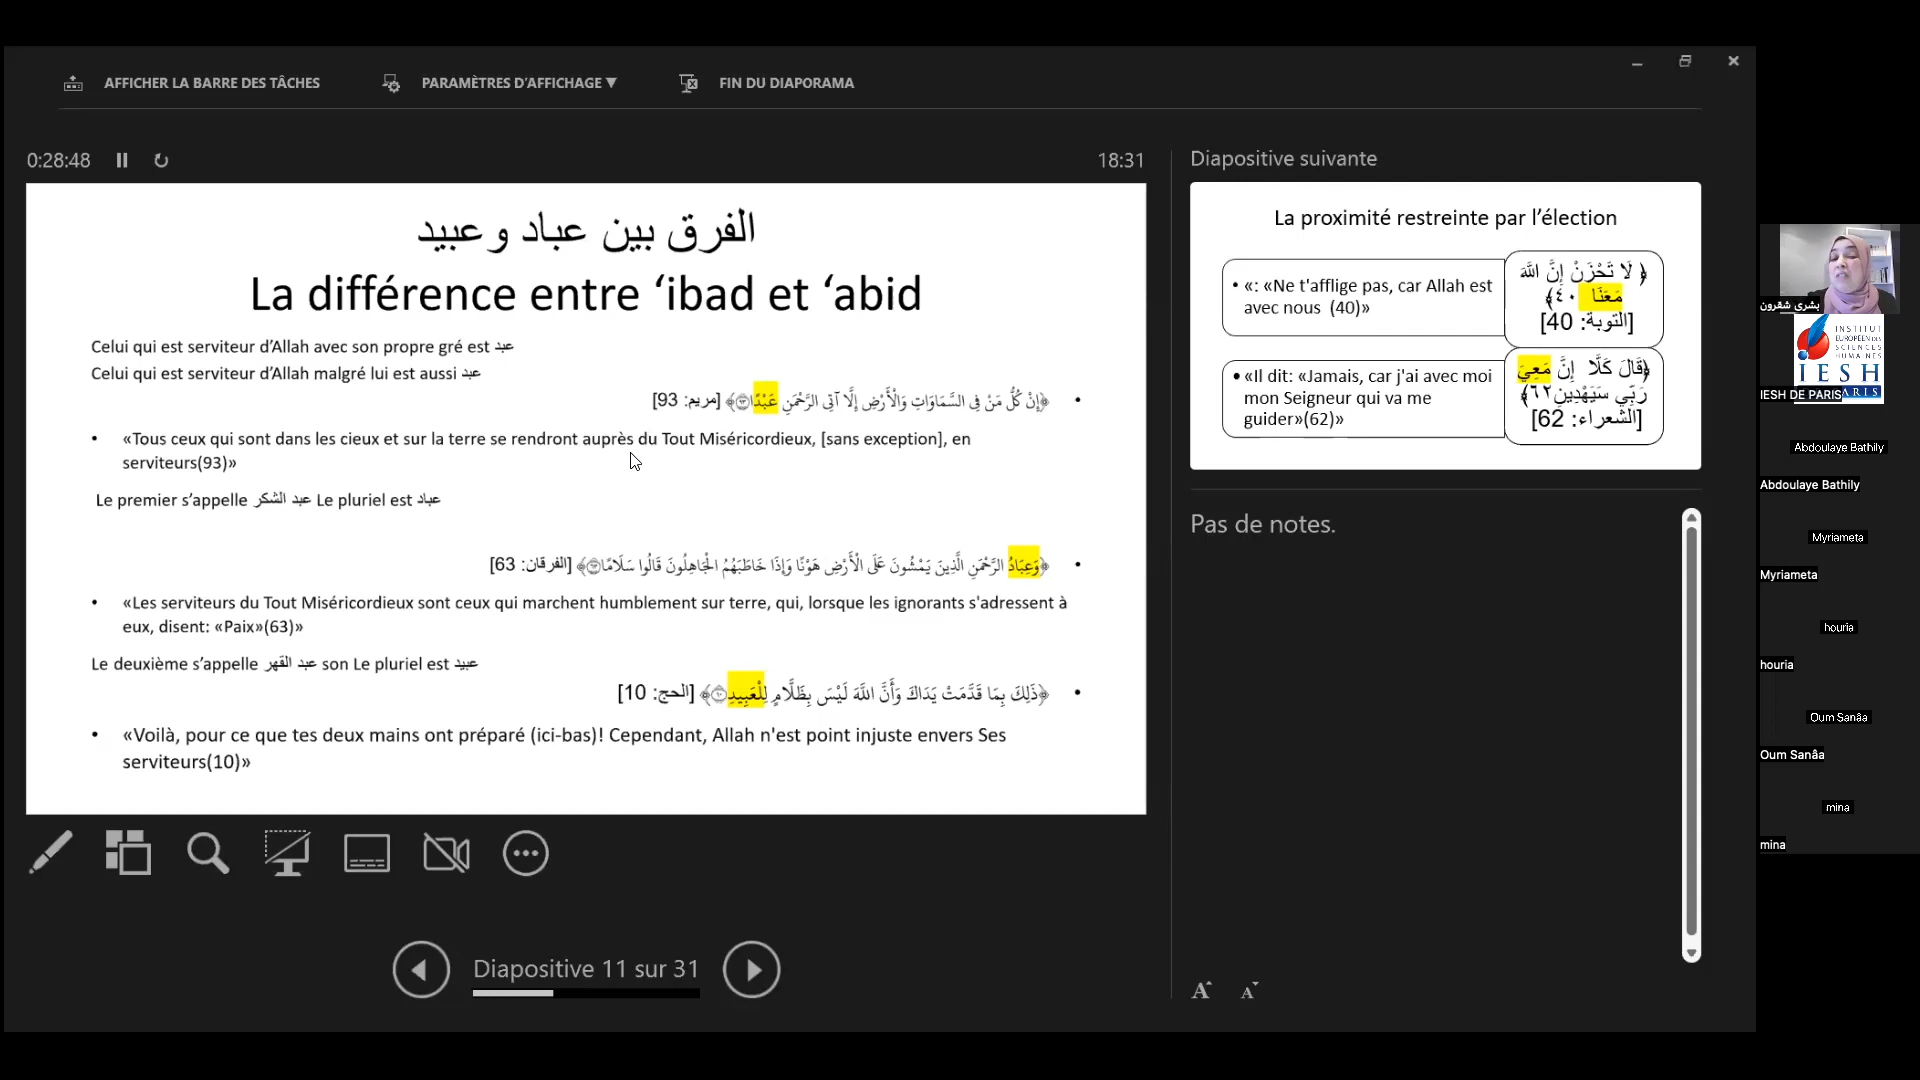 AFFICHER LA BARRE DES TÂCHES
PARAMÈTRES D'AFFICHAGE ▼
FIN DU DIAPORAMA
0:28:48
18:31
الفرق بين عباد وعبيد
La différence entre ‘ibad et ‘abid
Celui qui est serviteur d’Allah avec son propre gré est عبد
Celui qui est serviteur d’Allah malgré lui est aussi عبد
﴿إِنْ كُلُّ مَنْ فِي السَّمَاوَاتِ وَالْأَرْضِ إِلَّا آتِي الرَّحْمَنِ عَبْدًا۝٩٣﴾ [مريم: 93]
• «Tous ceux qui sont dans les cieux et sur la terre se rendront auprès du Tout Miséricordieux, [sans exception], en
serviteurs(93)»
Le premier s’appelle عبد الشكر Le pluriel est عباد
• ﴿وَعِبَادُ الرَّحْمَنِ الَّذِينَ يَمْشُونَ عَلَى الْأَرْضِ هَوْنًا وَإِذَا خَاطَبَهُمُ الْجَاهِلُونَ قَالُوا سَلَامًا۝٦٣﴾ [الفرقان: 63]
• «Les serviteurs du Tout Miséricordieux sont ceux qui marchent humblement sur terre, qui, lorsque les ignorants s'adressent à
eux, disent: «Paix»(63)»
Le deuxième s’appelle عبد القهر son Le pluriel est عبيد
• ﴿ذَلِكَ بِمَا قَدَّمَتْ يَدَاكَ وَأَنَّ اللَّهَ لَيْسَ بِظَلَّامٍ لِلْعَبِيدِ۝١٠﴾ [الحج: 10]
• «Voilà, pour ce que tes deux mains ont préparé (ici-bas)! Cependant, Allah n'est point injuste envers Ses
serviteurs(10)»
Diapositive 11 sur 31
Diapositive suivante
La proximité restreinte par l’élection
• «: «Ne t'afflige pas, car Allah est
avec nous (40)»
﴿ لَا تَحْزَنْ إِنَّ اللَّهَ
مَعَنَا ٤٠﴾
[التوبة: 40]
• «Il dit: «Jamais, car j'ai avec moi
mon Seigneur qui va me
guider»(62)»
﴿قَالَ كَلَّا إِنَّ مَعِيَ
رَبِّي سَيَهْدِينِ٦٢﴾
[الشعراء: 62]
Pas de notes.
A A
بشرى شقرون
INSTITUT
EUROPÉEN DES
SCIENCES
HUMAINES
IESH
PARIS
IESH DE PARIS
Abdoulaye Bathily
Abdoulaye Bathily
Myriameta
Myriameta
houria
houria
Oum Sanâa
Oum Sanâa
mina
mina